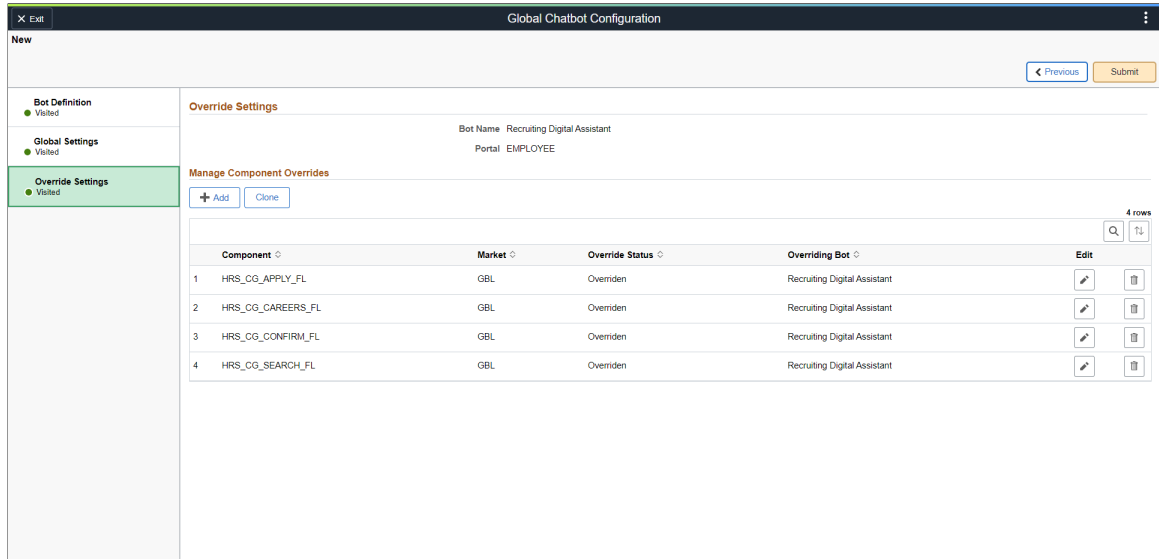 Exit Global Chatbot Configuration
New
Previous Submit
Bot Definition
Visited
Global Settings
Visited
Override Settings
Visited
Override Settings
Bot Name Recruiting Digital Assistant
Portal EMPLOYEE
Manage Component Overrides
Add Clone
4 rows
Component Market Override Status Overriding Bot Edit
1 HRS_CG_APPLY_FL GBL Overriden Recruiting Digital Assistant
2 HRS_CG_CAREERS_FL GBL Overriden Recruiting Digital Assistant
3 HRS_CG_CONFIRM_FL GBL Overriden Recruiting Digital Assistant
4 HRS_CG_SEARCH_FL GBL Overriden Recruiting Digital Assistant